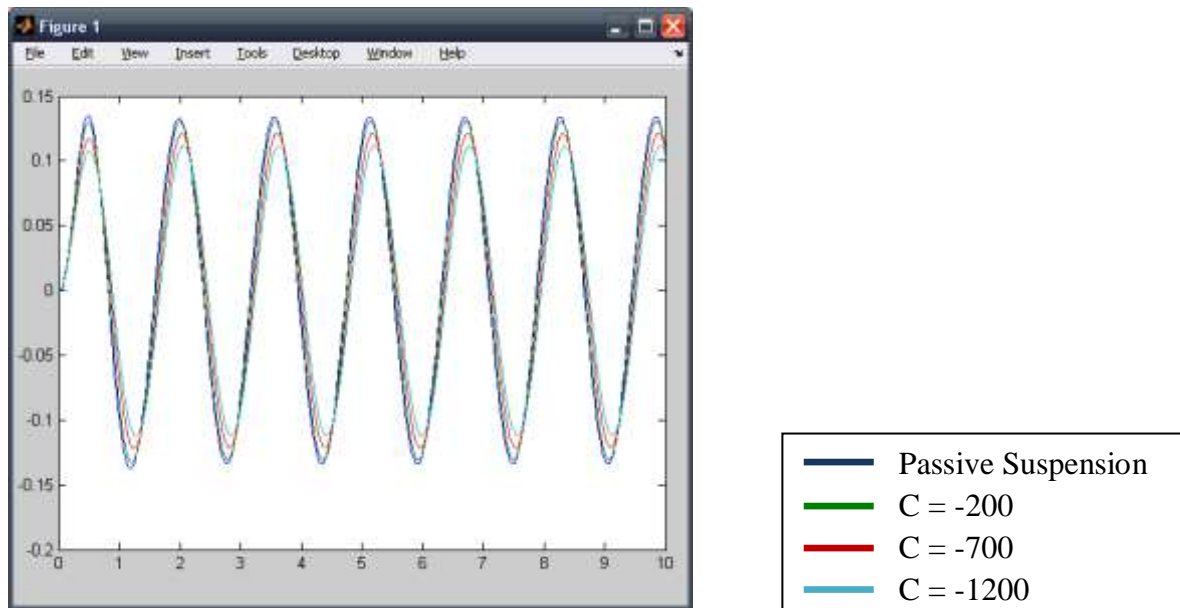 Figure 1
File Edit View Insert Tools Desktop Window Help
0.15
0.1
0.05
0
-0.05
-0.1
-0.15
-0.2
0 1 2 3 4 5 6 7 8 9 10
Passive Suspension
C = -200
C = -700
C = -1200